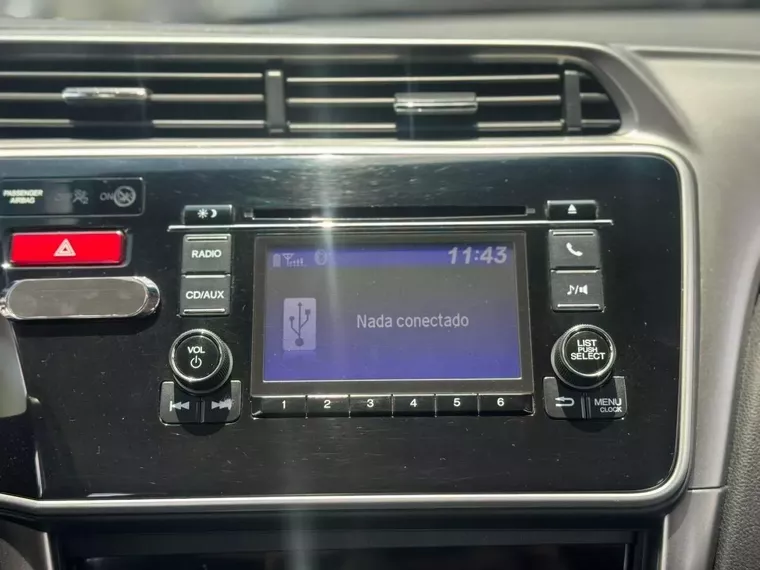 PASSENGER
AIRBAG
OFF
ON
RADIO
CD/AUX
VOL
11:43
Nada conectado
1 2 3 4 5 6
LIST
PUSH
SELECT
MENU
CLOCK